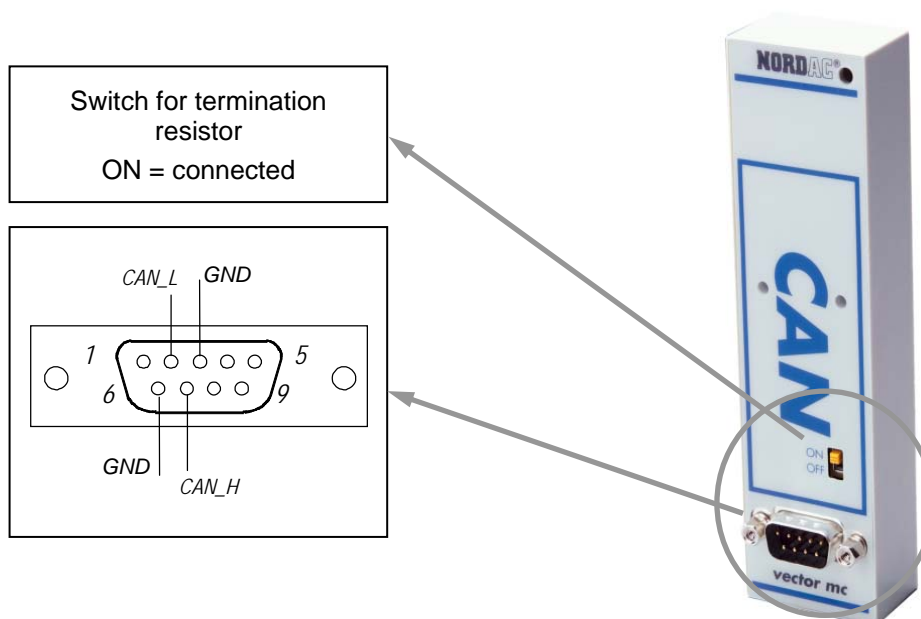 Switch for termination
resistor
ON = connected
CAN_L
GND
1
5
6
9
GND
CAN_H
NORDAC®
CAN
ON
OFF
vector mc